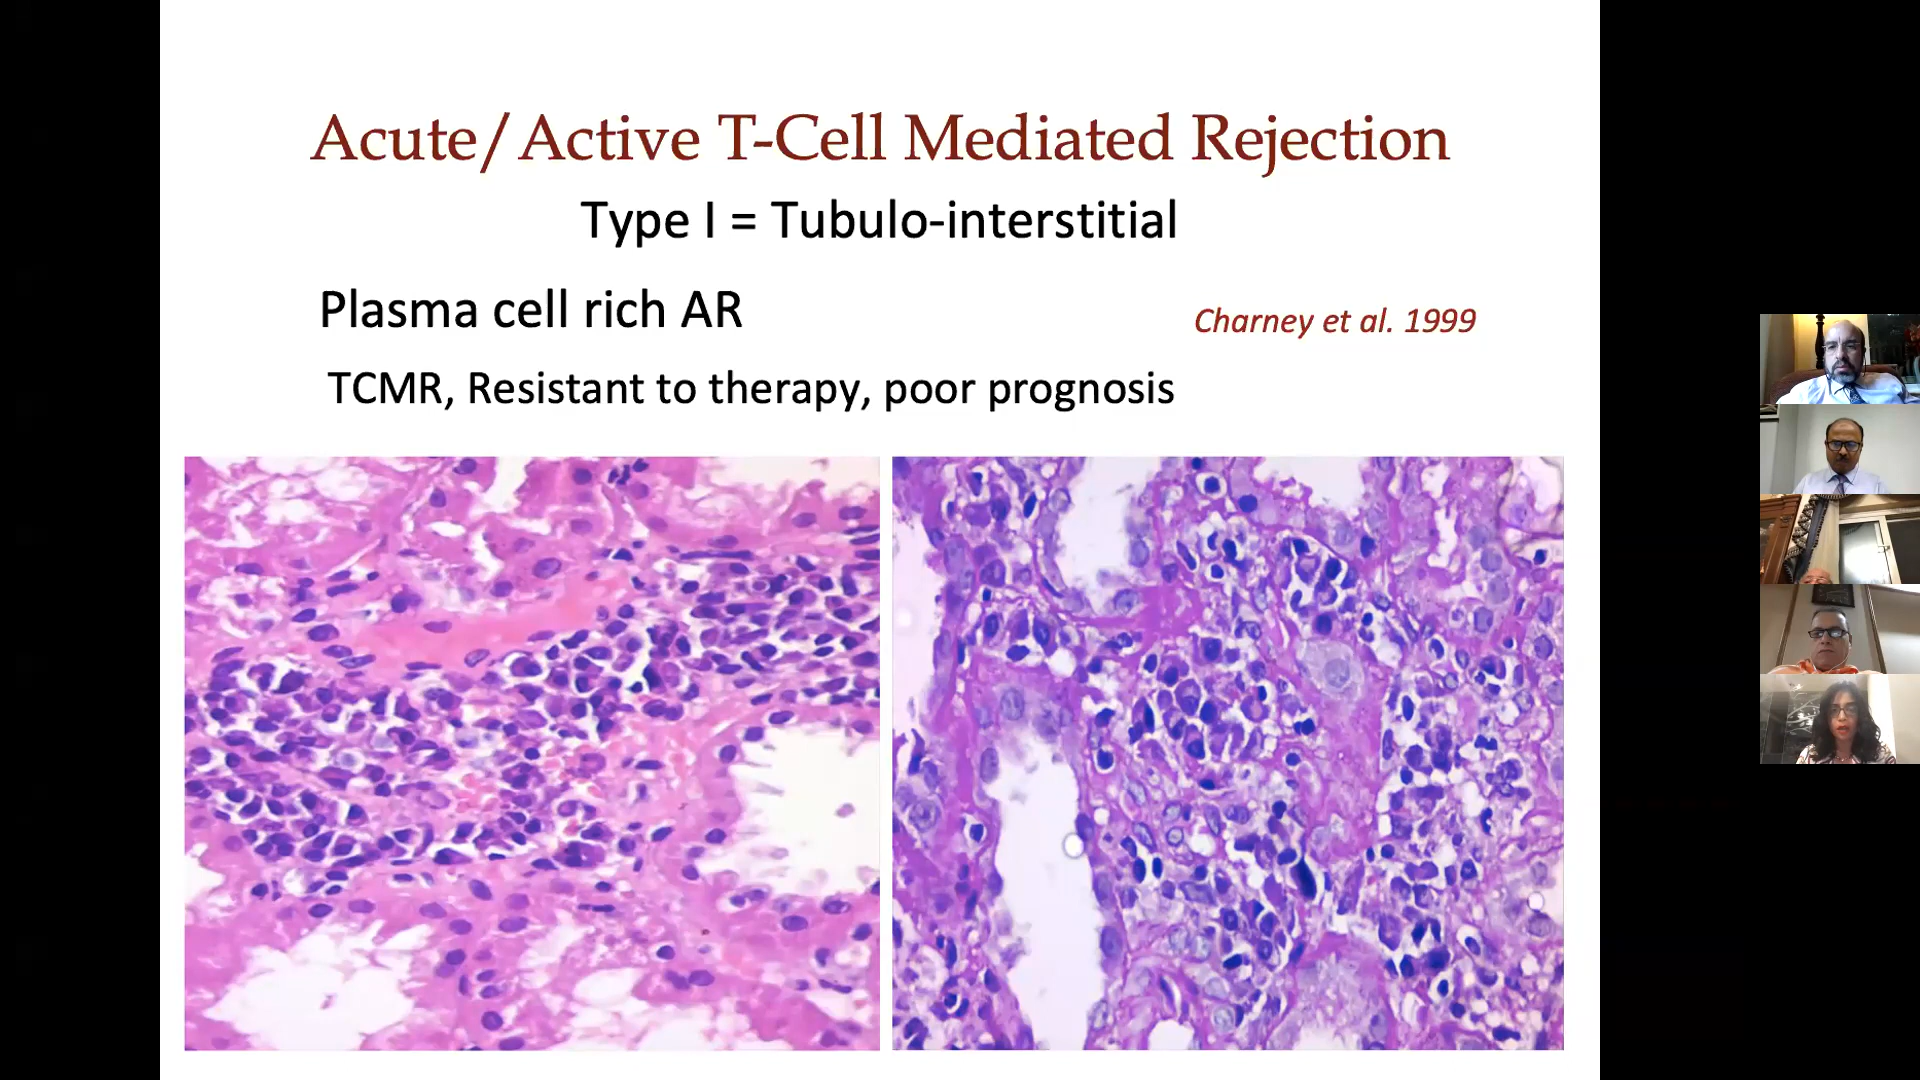 Acute/Active T-Cell Mediated Rejection
Type I = Tubulo-interstitial
Plasma cell rich AR
Charney et al. 1999
TCMR, Resistant to therapy, poor prognosis